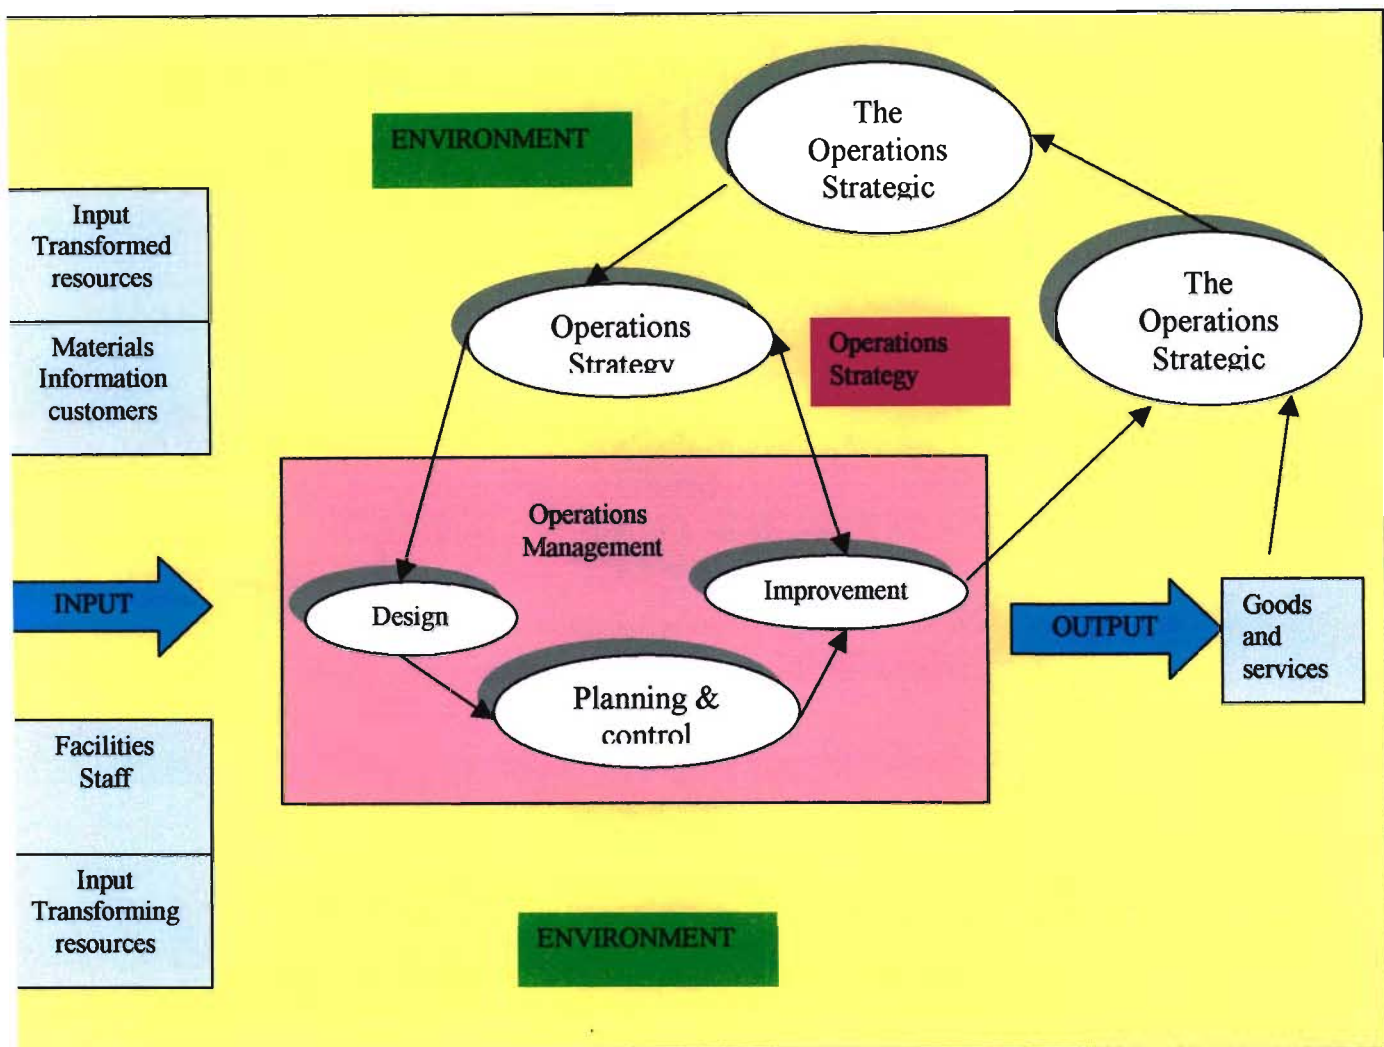 ENVIRONMENT
The
Operations
Strategic
Input
Transformed
resources
Materials
Information
customers
Operations
Strategy
Operations
Strategy
The
Operations
Strategic
Operations
Management
INPUT
Design
Improvement
Planning &
control
OUTPUT
Goods
and
services
Facilities
Staff
Input
Transforming
resources
ENVIRONMENT